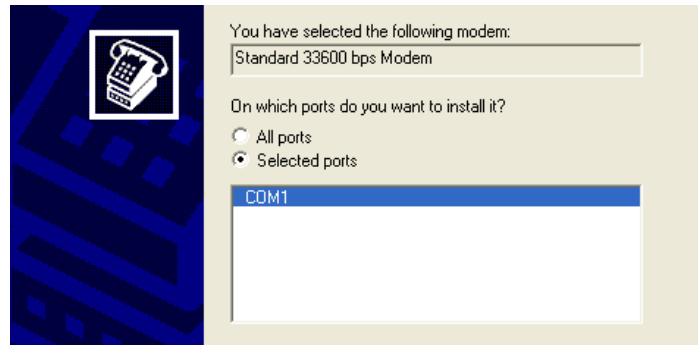 You have selected the following modem:
Standard 33600 bps Modem
On which ports do you want to install it?
All ports
Selected ports
COM1